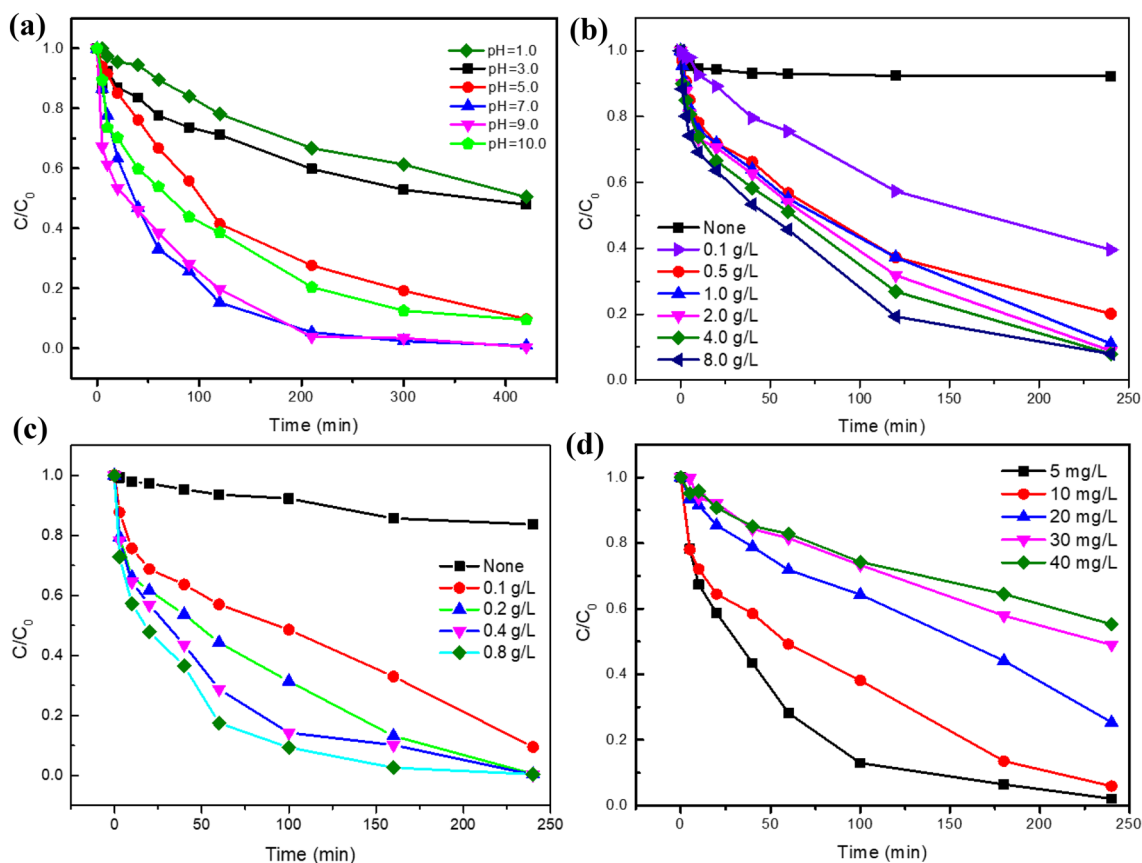 (a)
1.0
0.8
0.6
0.4
0.2
0.0
C/C0
0 100 200 300 400
Time (min)
pH=1.0
pH=3.0
pH=5.0
pH=7.0
pH=9.0
pH=10.0
(b)
1.0
0.8
0.6
0.4
0.2
0.0
C/C0
0 50 100 150 200 250
Time (min)
None
0.1 g/L
0.5 g/L
1.0 g/L
2.0 g/L
4.0 g/L
8.0 g/L
(c)
1.0
0.8
0.6
0.4
0.2
0.0
C/C0
0 50 100 150 200 250
Time (min)
None
0.1 g/L
0.2 g/L
0.4 g/L
0.8 g/L
(d)
1.0
0.8
0.6
0.4
0.2
0.0
C/C0
0 50 100 150 200 250
Time (min)
5 mg/L
10 mg/L
20 mg/L
30 mg/L
40 mg/L